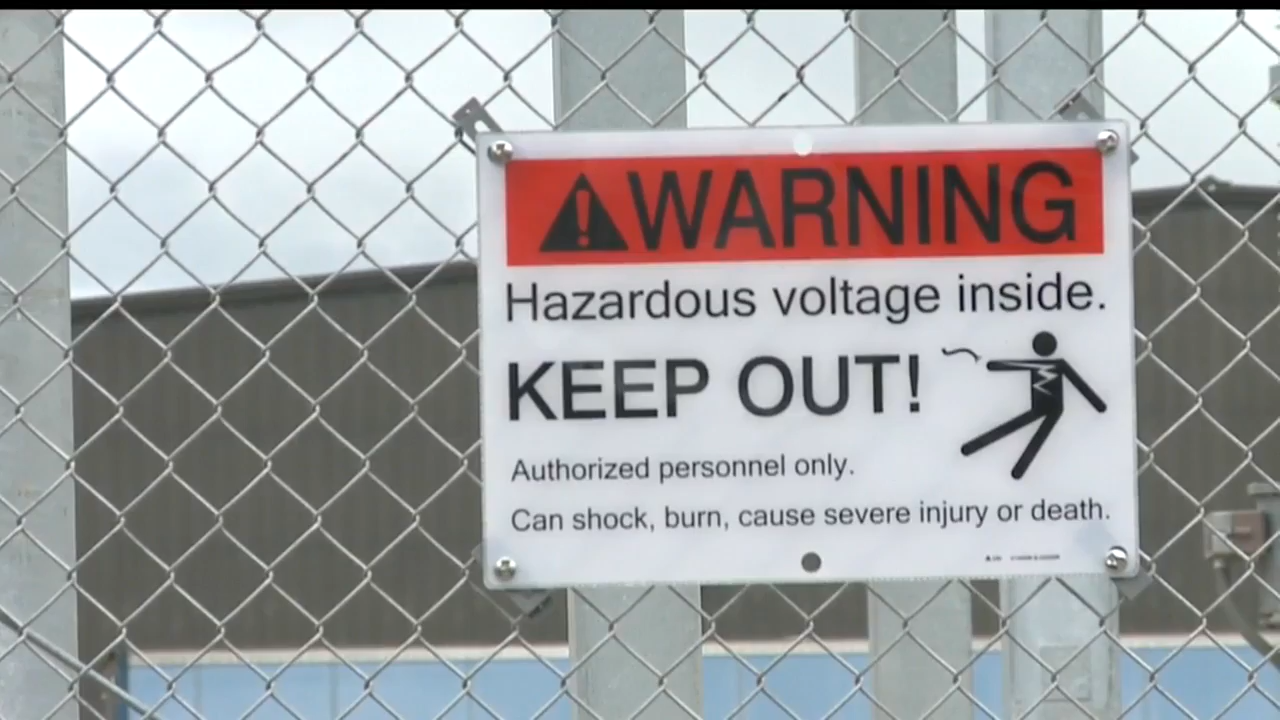 WARNING
Hazardous voltage inside.
KEEP OUT!
Authorized personnel only.
Can shock, burn, cause severe injury or death.